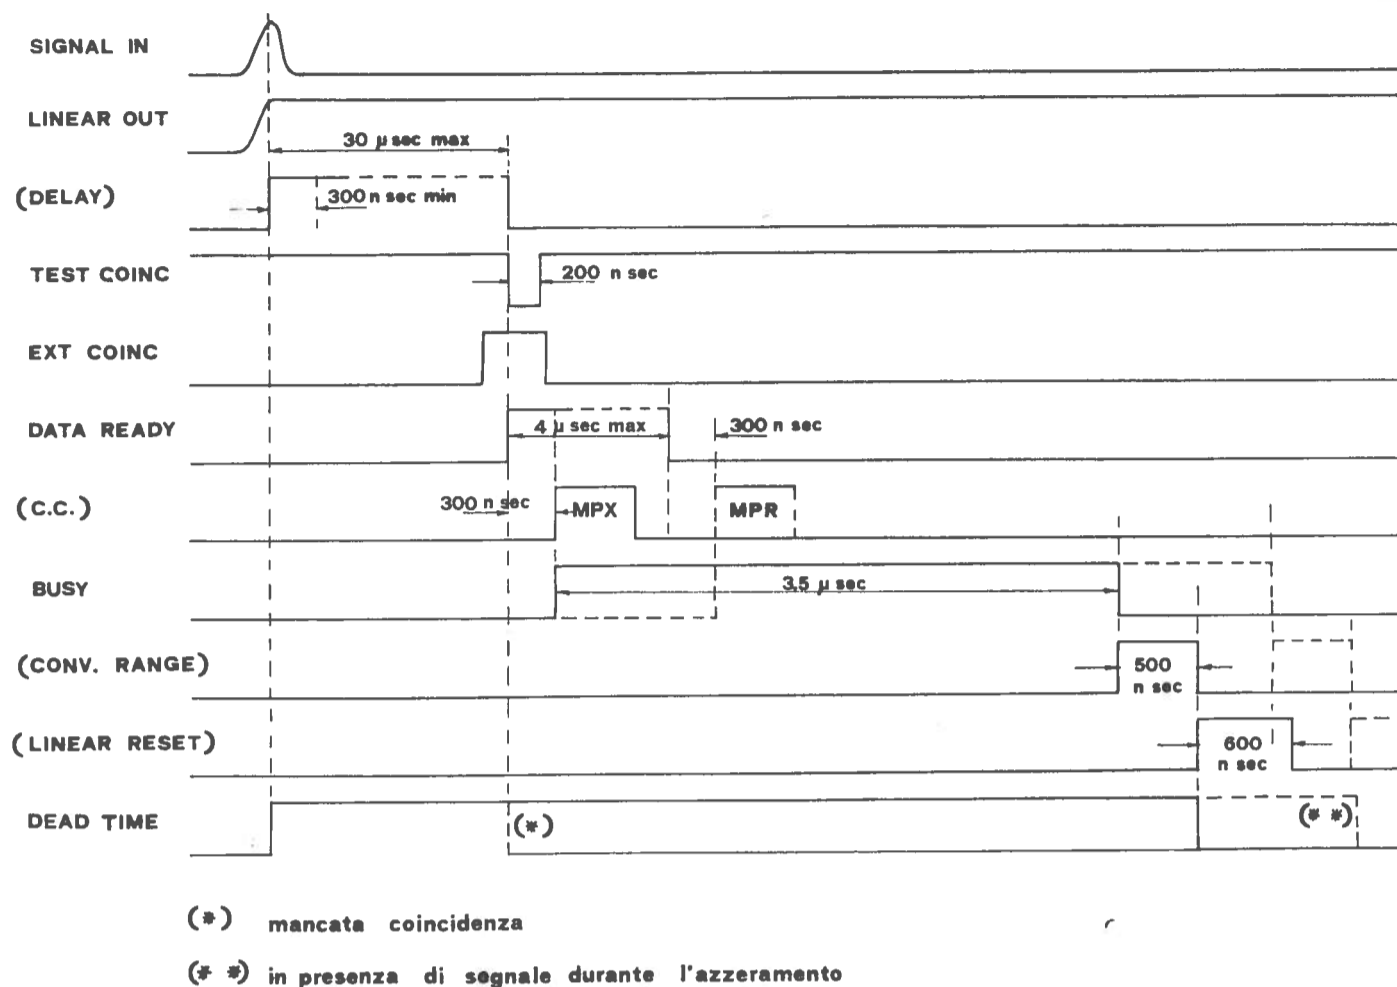 SIGNAL IN
LINEAR OUT
30 μ sec max
(DELAY)
300 n sec min
TEST COINC
200 n sec
EXT COINC
DATA READY
4 μ sec max
300 n sec
(C.C.)
300 n sec
MPX
MPR
BUSY
3.5 μ sec
(CONV. RANGE)
500
n sec
(LINEAR RESET)
600
n sec
DEAD TIME
(*)
(* *)
(*) mancata coincidenza
(* *) in presenza di segnale durante l'azzeramento